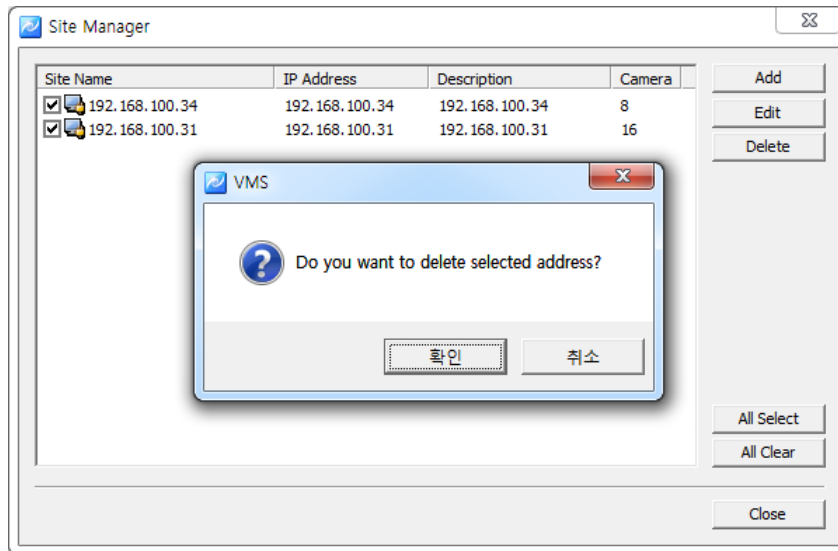 Site Manager
Site Name IP Address Description Camera Add
192.168.100.34 192.168.100.34 192.168.100.34 8
192.168.100.31 192.168.100.31 192.168.100.31 16
Edit
Delete
VMS
Do you want to delete selected address?
확인 취소
All Select
All Clear
Close